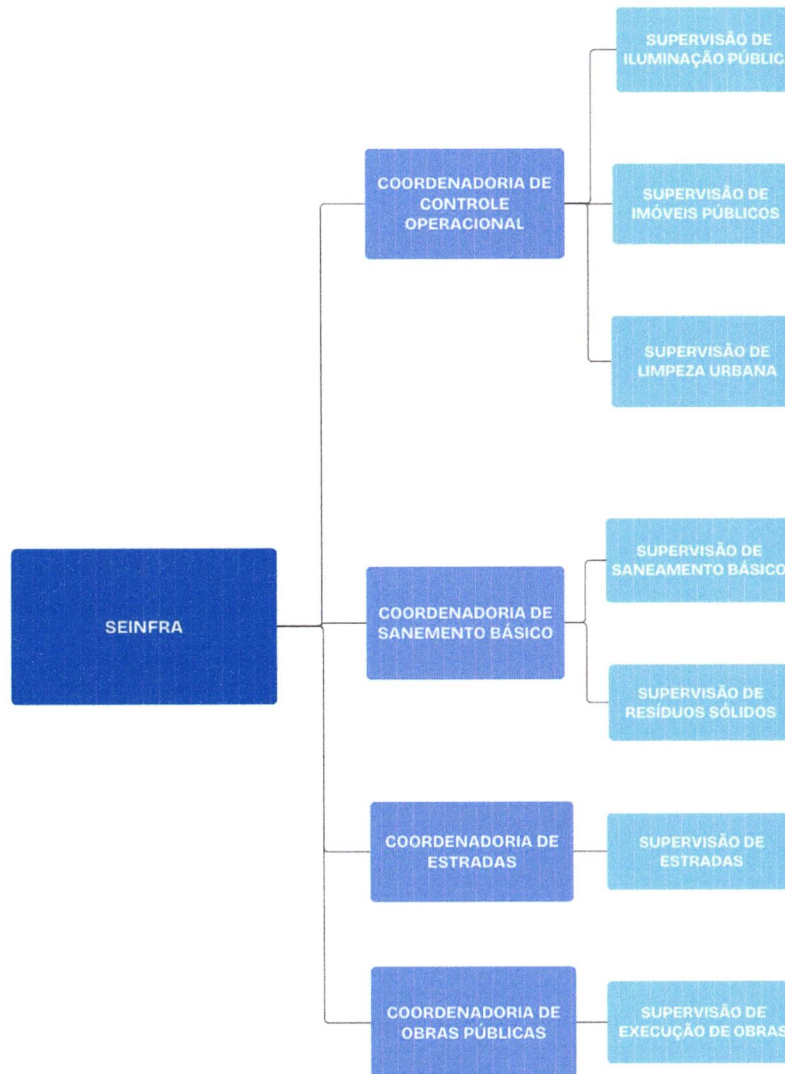 SUPERVISÃO DE
ILUMINAÇÃO PÚBLIC
COORDENADORIA DE
CONTROLE
OPERACIONAL
SUPERVISÃO DE
IMÓVEIS PÚBLICOS
SUPERVISÃO DE
LIMPEZA URBANA
SEINFRA
COORDENADORIA DE
SANEMENTO BÁSICO
SUPERVISÃO DE
SANEAMENTO BÁSICO
SUPERVISÃO DE
RESÍDUOS SÓLIDOS
COORDENADORIA DE
ESTRADAS
SUPERVISÃO DE
ESTRADAS
COORDENADORIA DE
OBRAS PÚBLICAS
SUPERVISÃO DE
EXECUÇÃO DE OBRAS